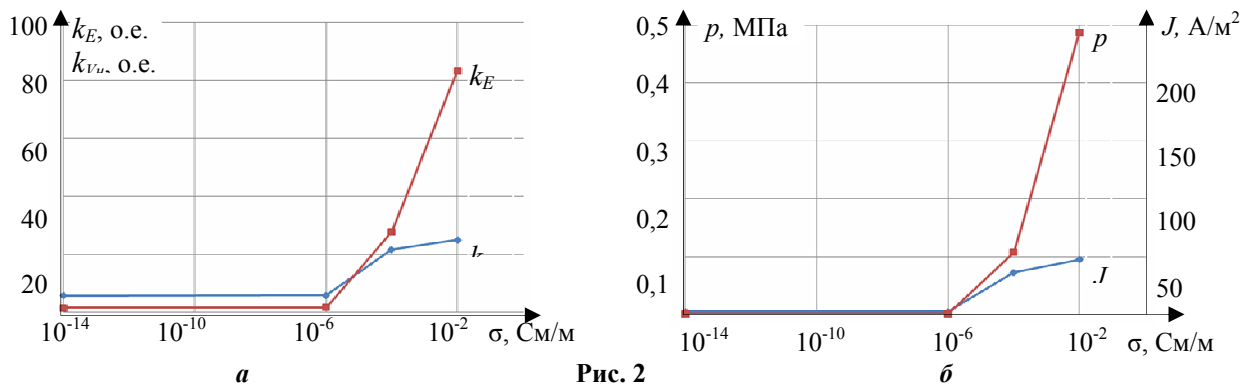 100
80
60
40
20
k_E, о.е.
k_Vн, о.е.
k_E
k
10^-14
10^-10
10^-6
10^-2
σ, См/м
а
0,5
0,4
0,3
0,2
0,1
p, МПа
J, А/м^2
p
200
150
100
50
J
10^-14
10^-10
10^-6
10^-2
σ, См/м
Рис. 2
б